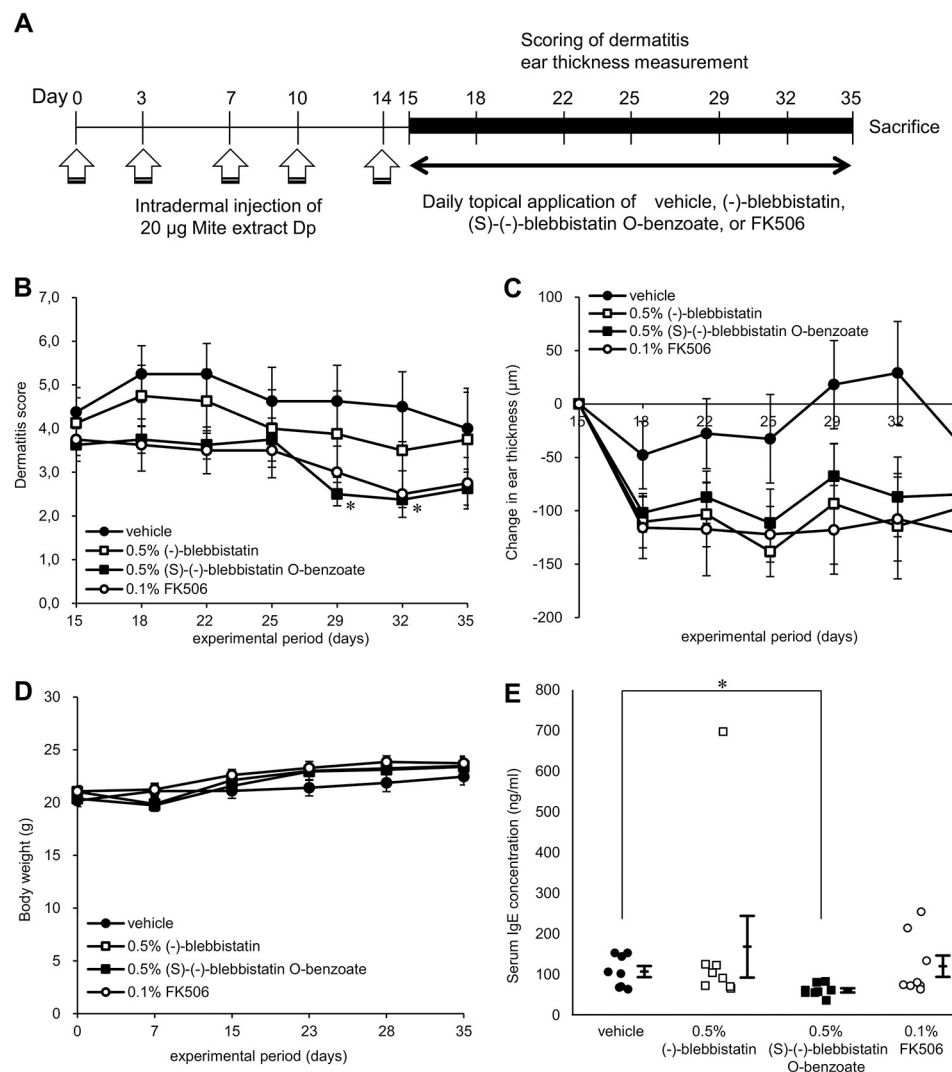 A
Scoring of dermatitis
ear thickness measurement
Day 0 3 7 10 14 15 18 22 25 29 32 35
Sacrifice
Intradermal injection of
20 µg Mite extract Dp
Daily topical application of vehicle, (-)-blebbistatin,
(S)-(-)-blebbistatin O-benzoate, or FK506
B
7,0
6,0
5,0
4,0
3,0
2,0
1,0
0,0
Dermatitis score
* *
vehicle
0.5% (-)-blebbistatin
0.5% (S)-(-)-blebbistatin O-benzoate
0.1% FK506
15 18 22 25 29 32 35
experimental period (days)
C
vehicle
0.5% (-)-blebbistatin
0.5% (S)-(-)-blebbistatin O-benzoate
0.1% FK506
100
50
0
-50
-100
-150
-200
Change in ear thickness (µm)
15 18 22 25 29 32
experimental period (days)
D
30
25
20
15
10
5
0
Body weight (g)
vehicle
0.5% (-)-blebbistatin
0.5% (S)-(-)-blebbistatin O-benzoate
0.1% FK506
0 7 15 23 28 35
experimental period (days)
E
800
700
600
500
400
300
200
100
0
Serum IgE concentration (ng/ml)
*
vehicle
0.5%
(-)-blebbistatin
0.5%
(S)-(-)-blebbistatin
O-benzoate
0.1%
FK506